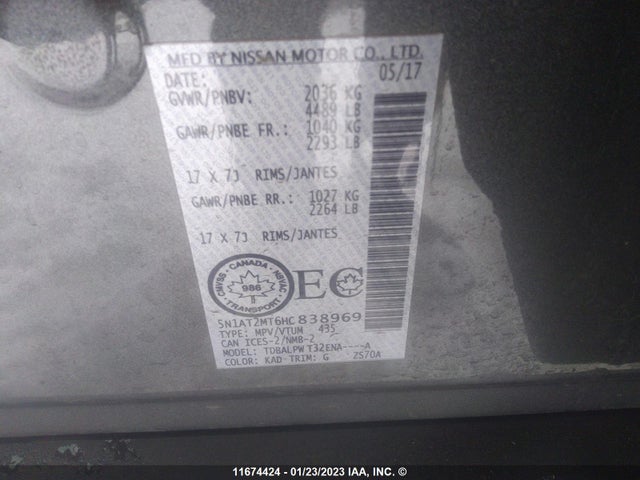 MFD BY NISSAN MOTOR CO., LTD.
DATE: 05/17
GVWR/PNBV: 2036 KG
4489 LB
GAWR/PNBE FR.: 1040 KG
2293 LB
17 X 7J RIMS/JANTES
GAWR/PNBE RR.: 1027 KG
2264 LB
17 X 7J RIMS/JANTES
CMVSS · CANADA · NSVAC
986
TRANSPORT
EC
5N1AT2MT6HC838969
TYPE: MPV/VTUM 435
CAN ICES-2/NMB-2
MODEL: TDBALPWT32ENA----A
COLOR: KAD-TRIM: G ZS70A
11674424 - 01/23/2023 IAA, INC. ©